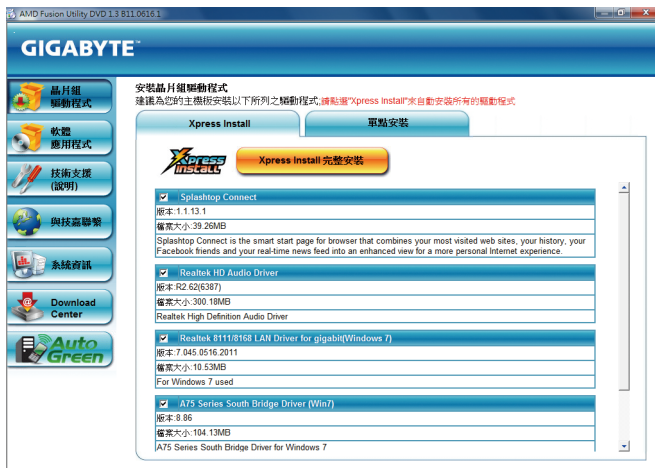 AMD Fusion Utility DVD 1.3 B11.0616.1
GIGABYTE™
晶片組
驅動程式
軟體
應用程式
技術支援
(說明)
與技嘉聯繫
系統資訊
Download
Center
Auto
Green
安裝晶片組驅動程式
建議為您的主機板安裝以下所列之驅動程式;請點選"Xpress Install"來自動安裝所有的驅動程式
Xpress Install
單點安裝
Xpress
INSTALL
Xpress Install 完整安裝
Splashtop Connect
版本:1.1.13.1
檔案大小:39.26MB
Splashtop Connect is the smart start page for browser that combines your most visited web sites, your history, your
Facebook friends and your real-time news feed into an enhanced view for a more personal Internet experience.
Realtek HD Audio Driver
版本:R2.62(6387)
檔案大小:300.18MB
Realtek High Definition Audio Driver
Realtek 8111/8168 LAN Driver for gigabit(Windows 7)
版本:7.045.0516.2011
檔案大小:10.53MB
For Windows 7 used
A75 Series South Bridge Driver (Win7)
版本:8.86
檔案大小:104.13MB
A75 Series South Bridge Driver for Windows 7